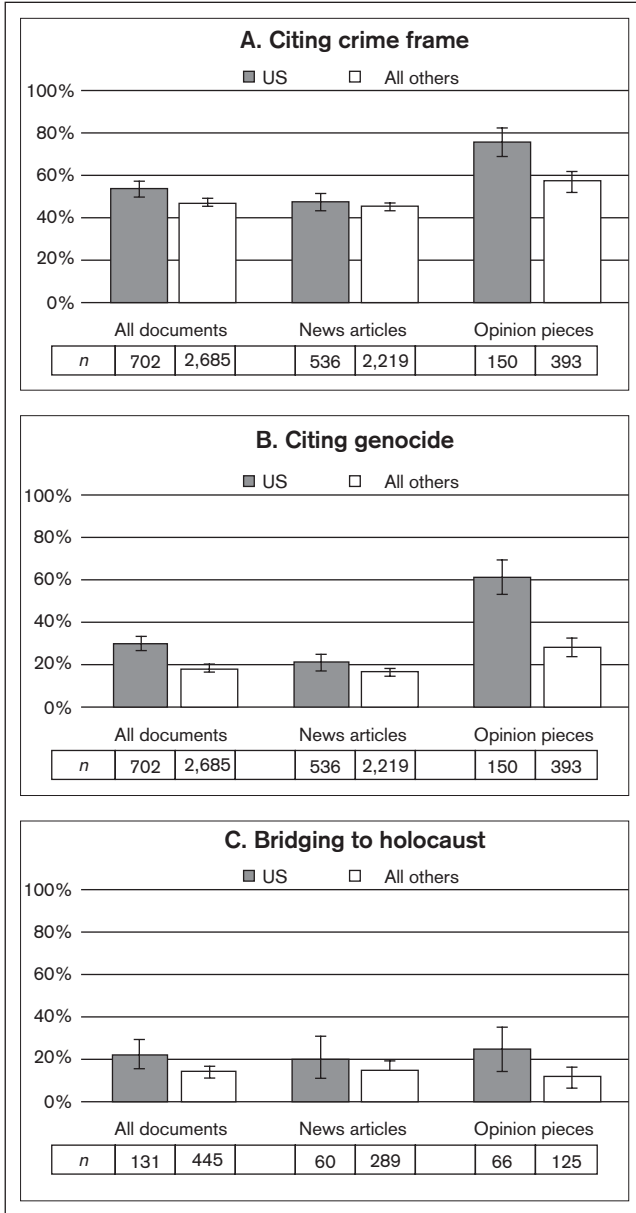 A. Citing crime frame
US All others
100%
80%
60%
40%
20%
0%
All documents News articles Opinion pieces
n 702 2,685 536 2,219 150 393
B. Citing genocide
US All others
100%
80%
60%
40%
20%
0%
All documents News articles Opinion pieces
n 702 2,685 536 2,219 150 393
C. Bridging to holocaust
US All others
100%
80%
60%
40%
20%
0%
All documents News articles Opinion pieces
n 131 445 60 289 66 125